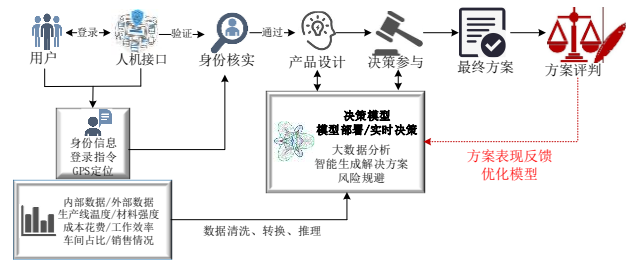 登录
验证
通过
用户
人机接口
身份核实
产品设计
决策参与
最终方案
方案评判
身份信息
登录指令
GPS定位
决策模型
模型部署/实时决策
大数据分析
智能生成解决方案
风险规避
方案表现反馈
优化模型
内部数据/外部数据
生产线温度/材料强度
成本花费/工作效率
车间占比/销售情况
数据清洗、转换、推理